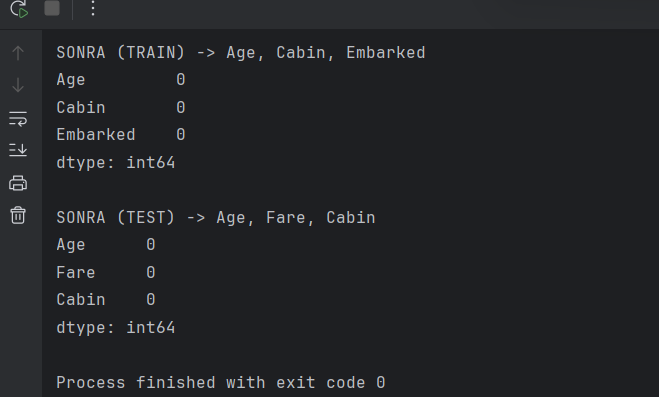 SONRA (TRAIN) -> Age, Cabin, Embarked
Age         0
Cabin       0
Embarked    0
dtype: int64
SONRA (TEST) -> Age, Fare, Cabin
Age      0
Fare     0
Cabin    0
dtype: int64
Process finished with exit code 0